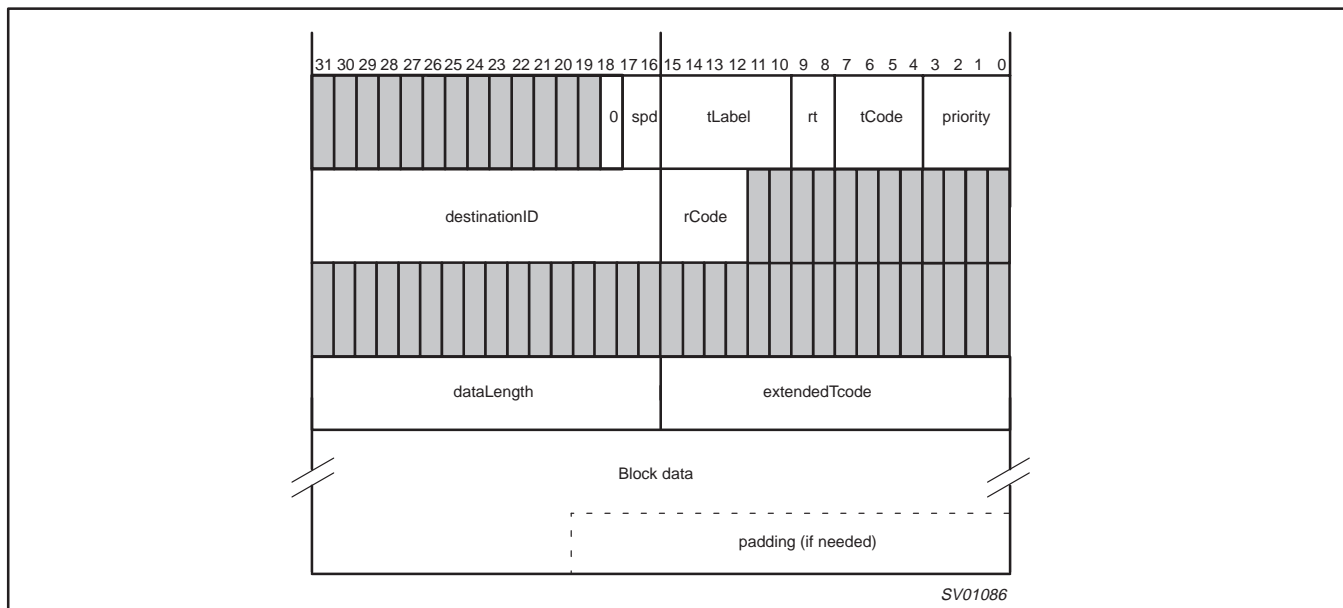 31 30 29 28 27 26 25 24 23 22 21 20 19 18 17 16 15 14 13 12 11 10 9 8 7 6 5 4 3 2 1 0
0 spd tLabel rt tCode priority
destinationID rCode
dataLength extendedTcode
Block data
padding (if needed)
SV01086